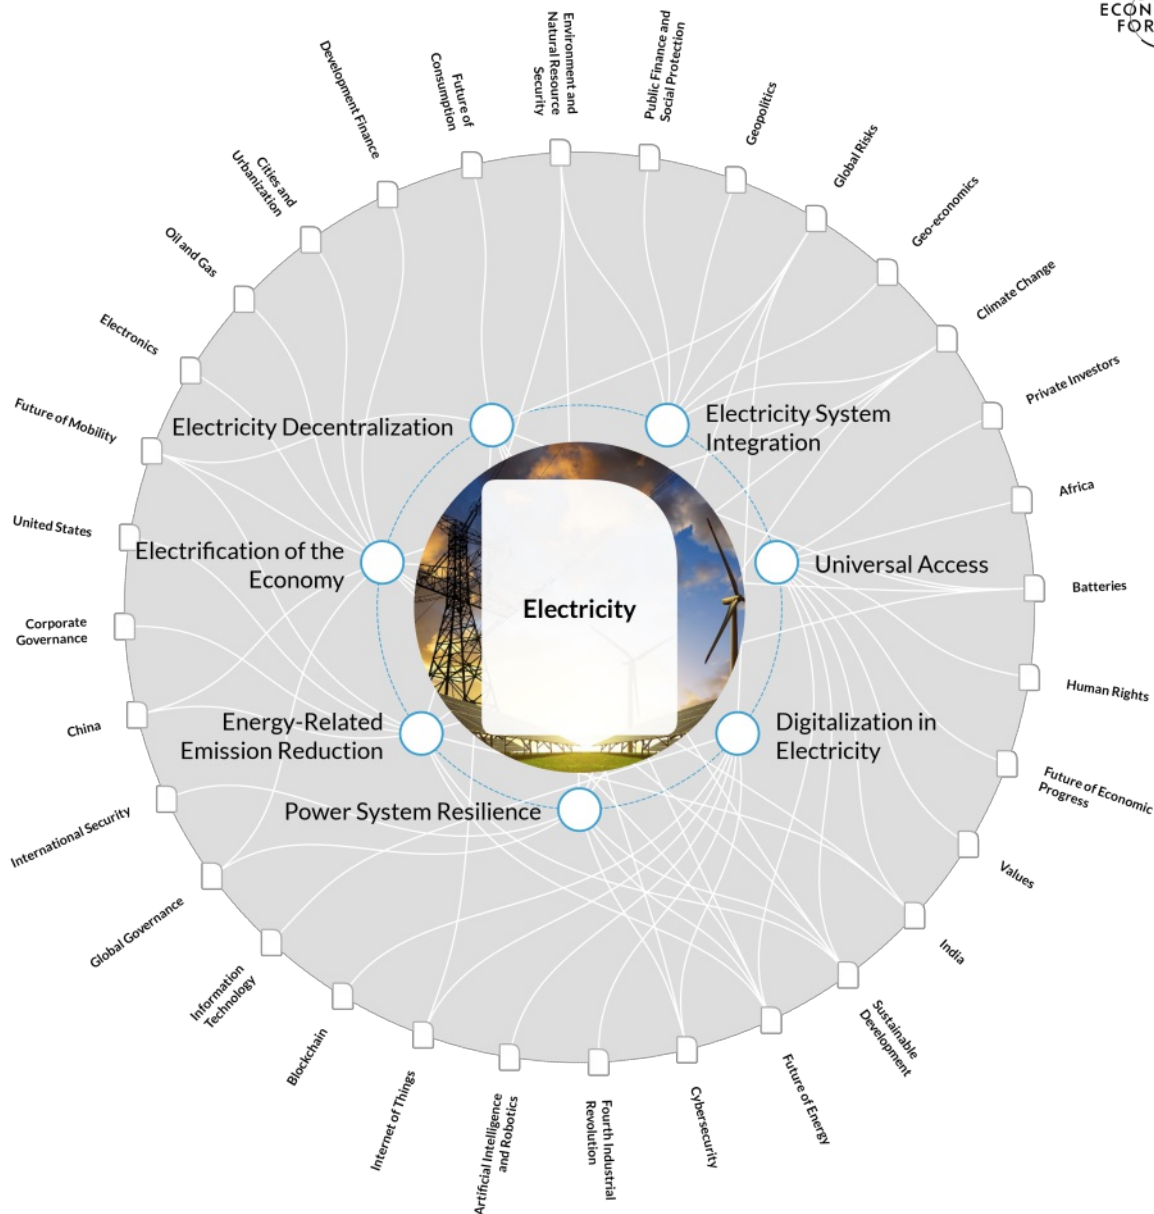 ECON
FOR
Environment and
Natural Resource
Security
Public Finance and
Social Protection
Geopolitics
Global Risks
Geo-economics
Climate Change
Private Investors
Africa
Batteries
Human Rights
Future of Economic
Progress
Values
India
Sustainable
Development
Future of Energy
Cybersecurity
Fourth Industrial
Revolution
Artificial Intelligence
and Robotics
Internet of Things
Blockchain
Information
Technology
Global Governance
International Security
China
Corporate
Governance
United States
Future of Mobility
Electronics
Oil and Gas
Cities and
Urbanization
Development Finance
Future of
Consumption
Electricity Decentralization
Electricity System
Integration
Electrification of the
Economy
Universal Access
Electricity
Energy-Related
Emission Reduction
Digitalization in
Electricity
Power System Resilience